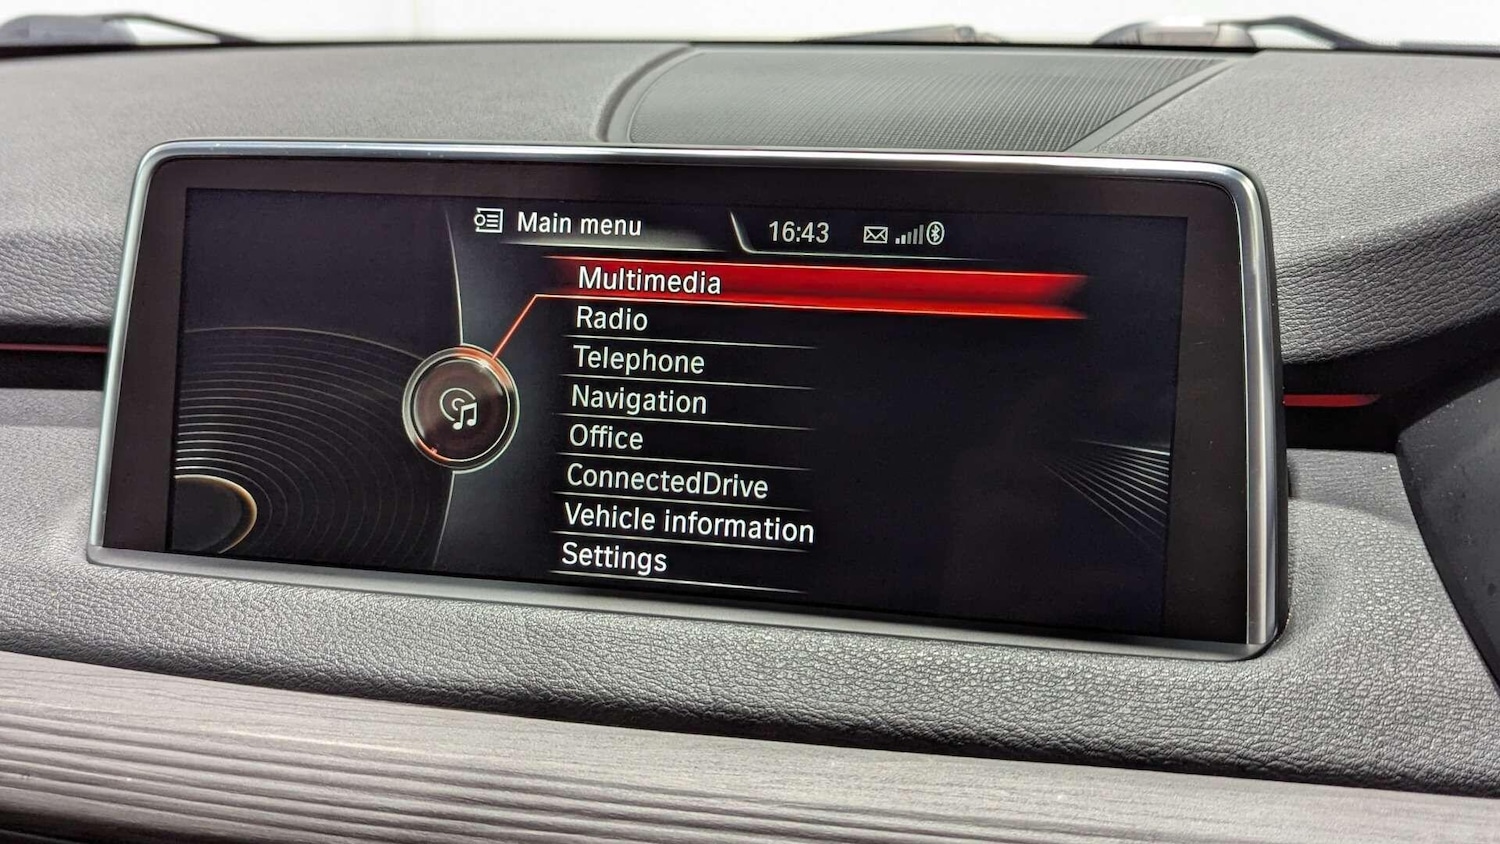 Main menu 16:43
Multimedia
Radio
Telephone
Navigation
Office
ConnectedDrive
Vehicle information
Settings